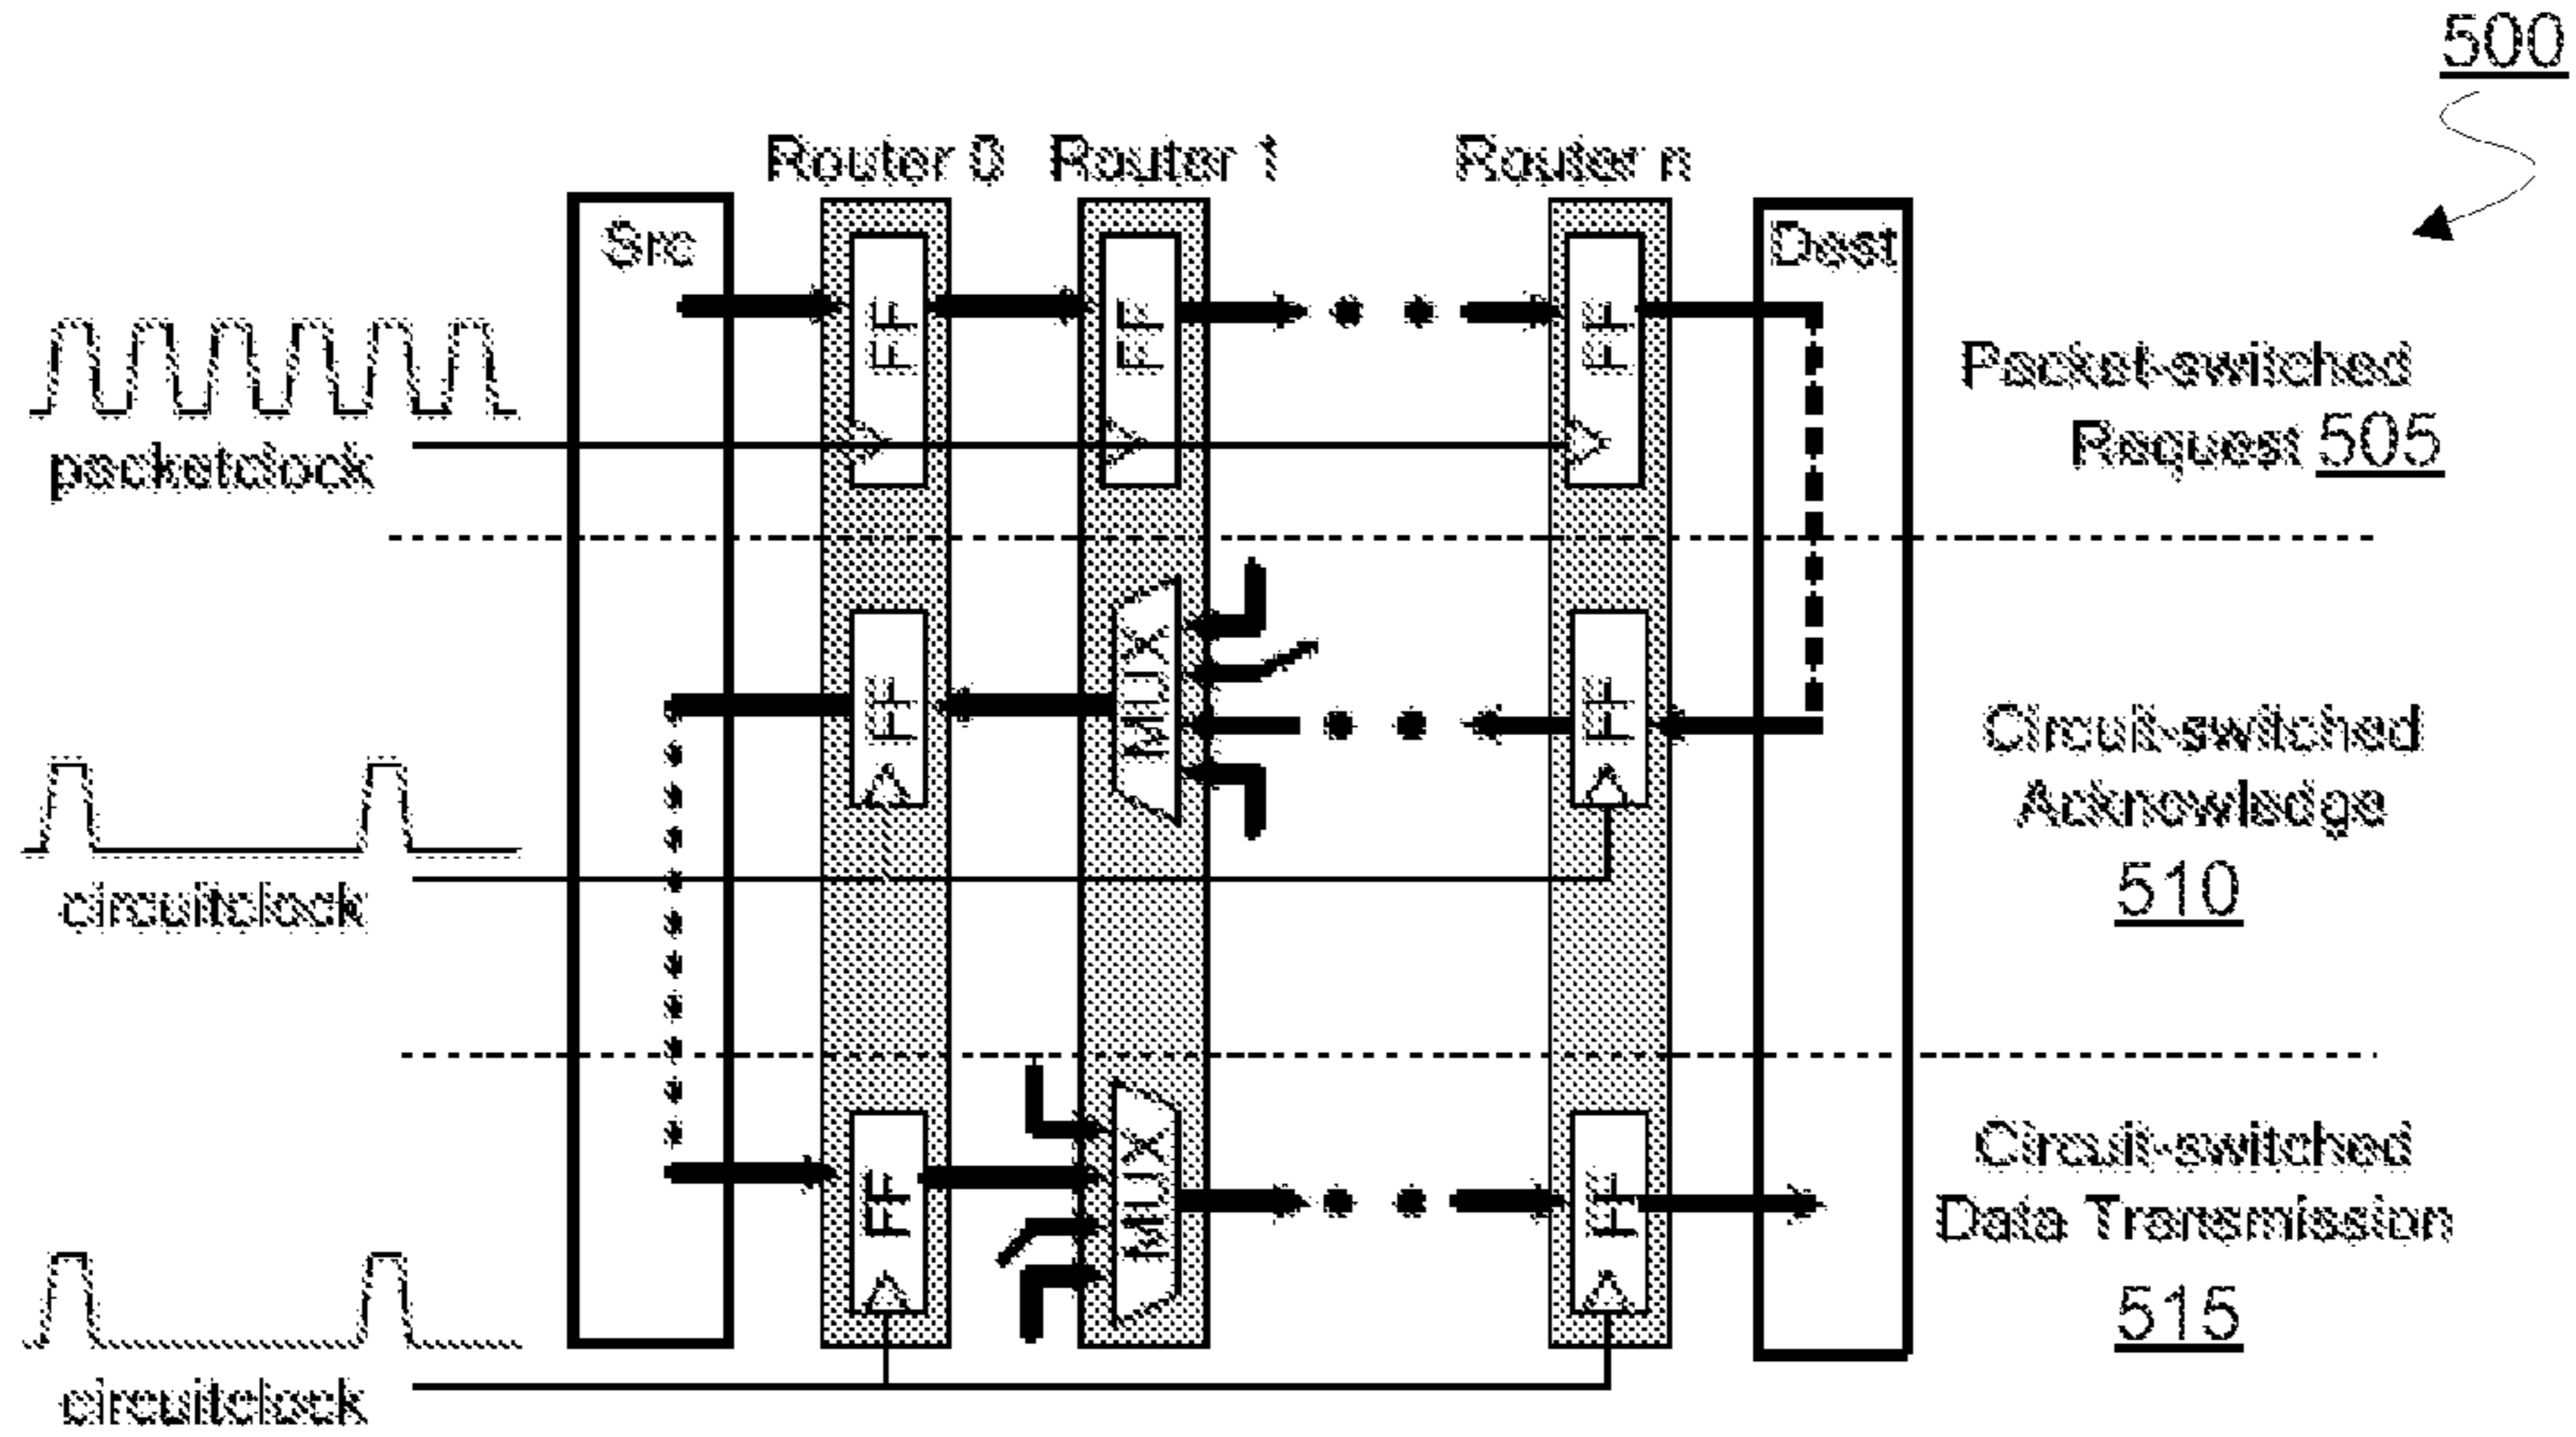 500
Router 0 Router 1 Router n
Src
Dest
FF FF FF
packetclock
Packet-switched
Request 505
FF MUX FF
circuitclock
Circuit-switched
Acknowledge
510
FF MUX FF
circuitclock
Circuit-switched
Data Transmission
515